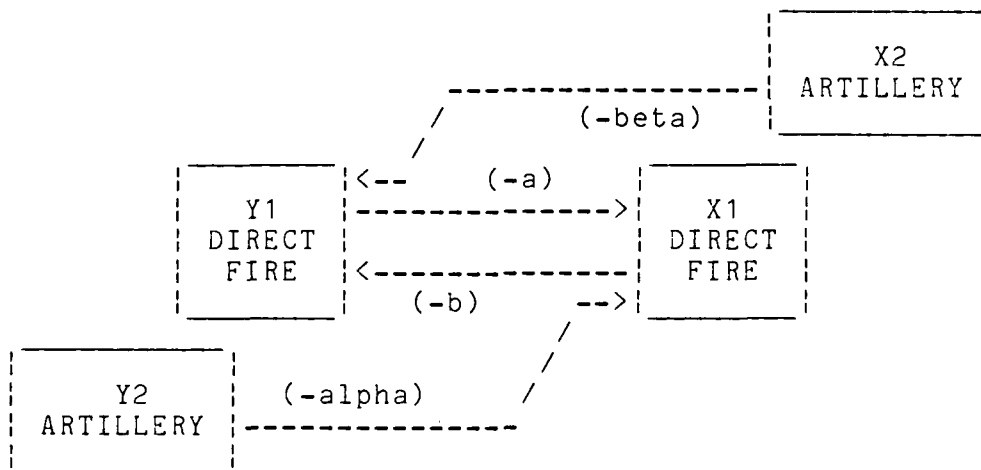 X2
ARTILLERY
(-beta)
(-a)
Y1
DIRECT
FIRE
X1
DIRECT
FIRE
(-b)
Y2
ARTILLERY
(-alpha)